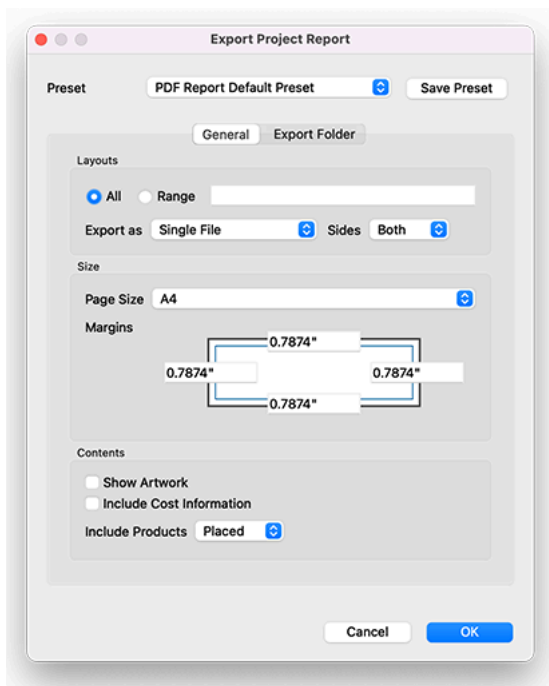 Export Project Report
Preset PDF Report Default Preset Save Preset
General Export Folder
Layouts
All Range
Export as Single File Sides Both
Size
Page Size A4
Margins
0.7874"
0.7874" 0.7874"
0.7874"
Contents
Show Artwork
Include Cost Information
Include Products Placed
Cancel OK